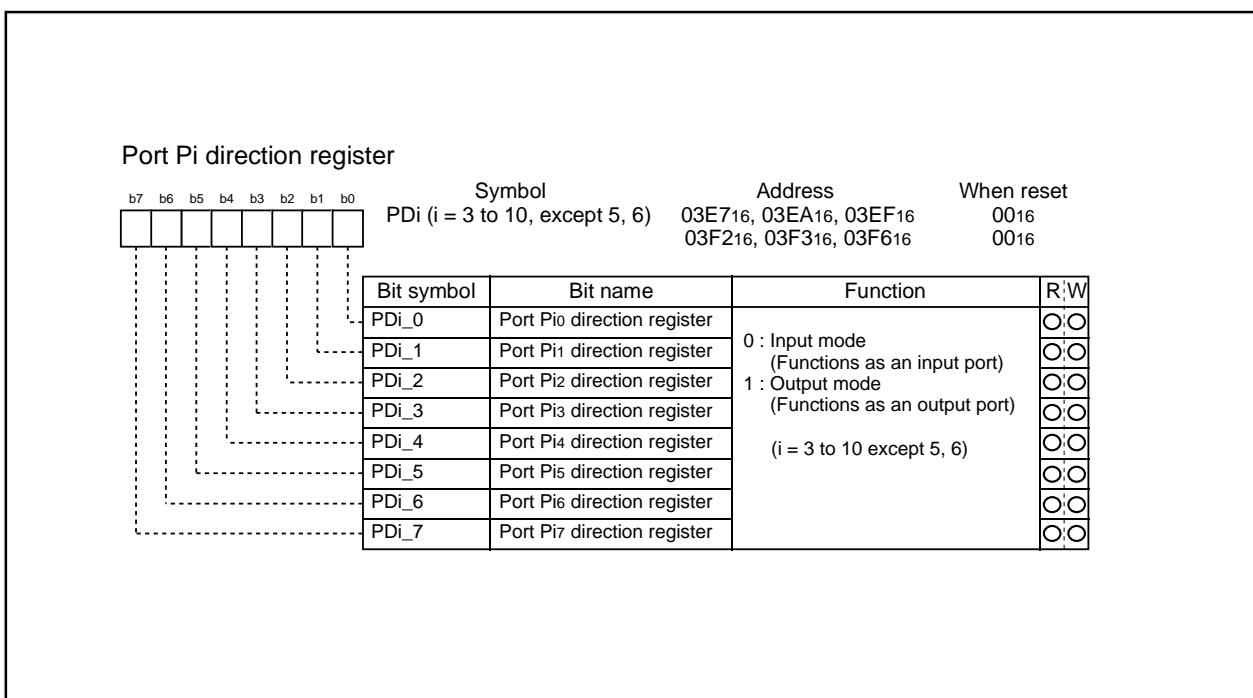 Port Pi direction register
b7 b6 b5 b4 b3 b2 b1 b0
Symbol Address When reset
PDi (i = 3 to 10, except 5, 6) 03E716, 03EA16, 03EF16 0016
03F216, 03F316, 03F616 0016
Bit symbol Bit name Function R W
PDi_0 Port Pi0 direction register
PDi_1 Port Pi1 direction register
PDi_2 Port Pi2 direction register
PDi_3 Port Pi3 direction register
PDi_4 Port Pi4 direction register
PDi_5 Port Pi5 direction register
PDi_6 Port Pi6 direction register
PDi_7 Port Pi7 direction register
0 : Input mode
(Functions as an input port)
1 : Output mode
(Functions as an output port)
(i = 3 to 10 except 5, 6)